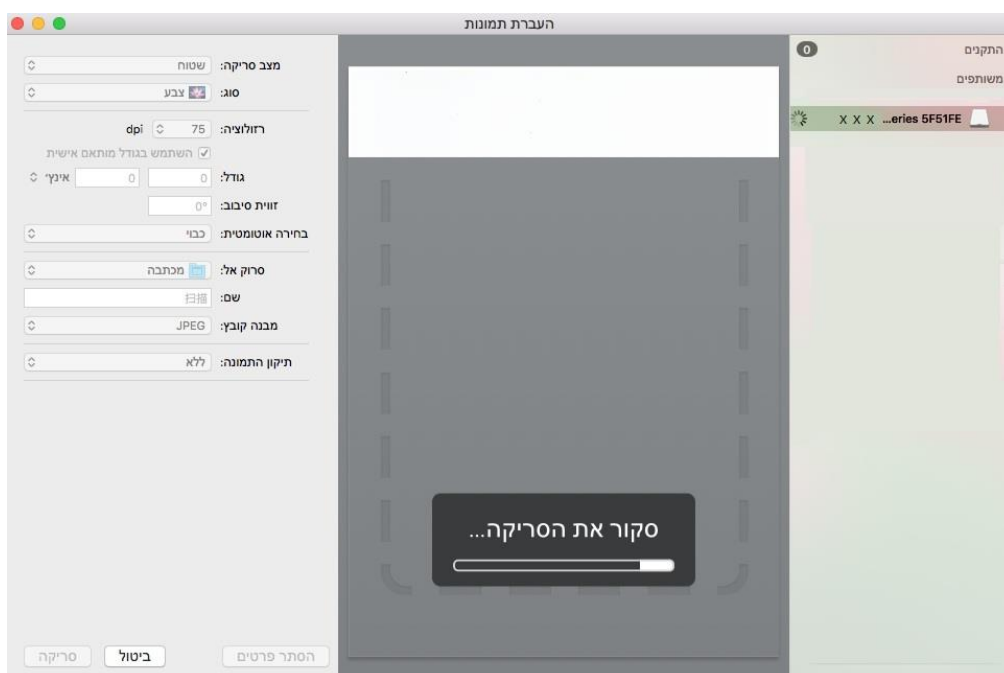 העברת תמונות
התקנים
0
משותפים
X X X ...eries 5F51FE
מצב סריקה: שטוח
סוג: צבע
רזולוציה: 75 dpi
השתמש בגודל מותאם אישית
גודל: 0 0 אינץ'
זווית סיבוב: 0°
בחירה אוטומטית: כבוי
סרוק אל: מכתבה
שם: 扫描
מבנה קובץ: JPEG
תיקון התמונה: ללא
סקור את הסריקה...
הסתר פרטים
ביטול
סריקה